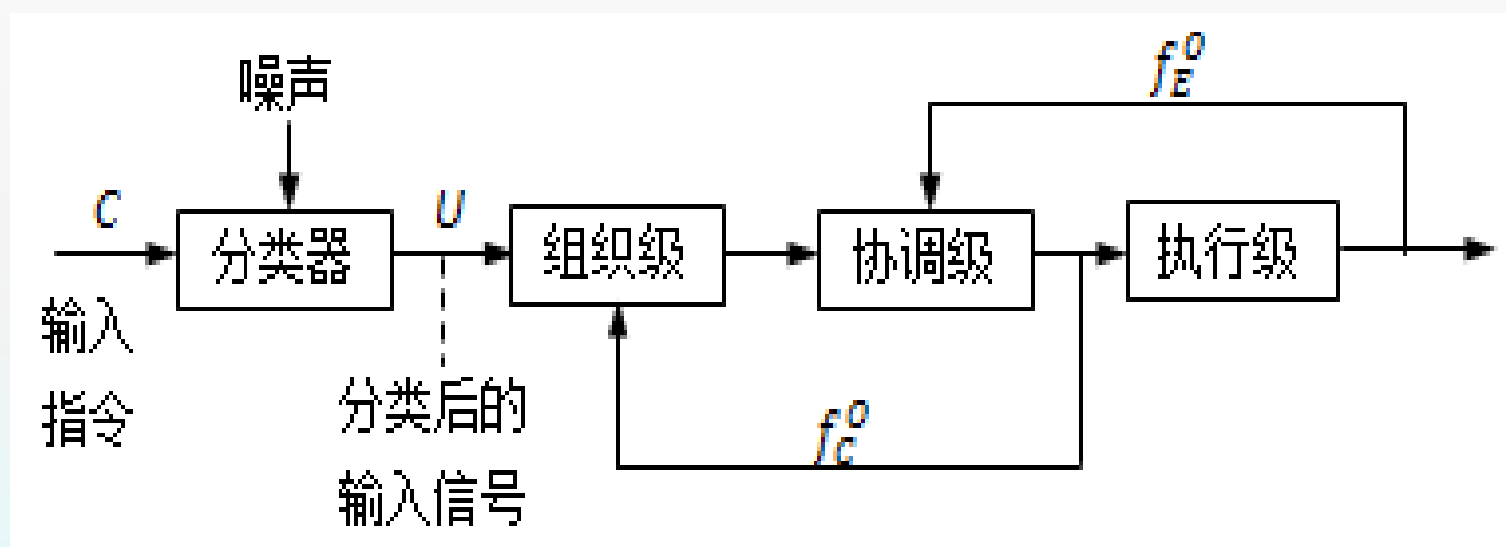 噪声
f_E^O
C
U
分类器
组织级
协调级
执行级
输入
指令
分类后的
输入信号
f_C^O